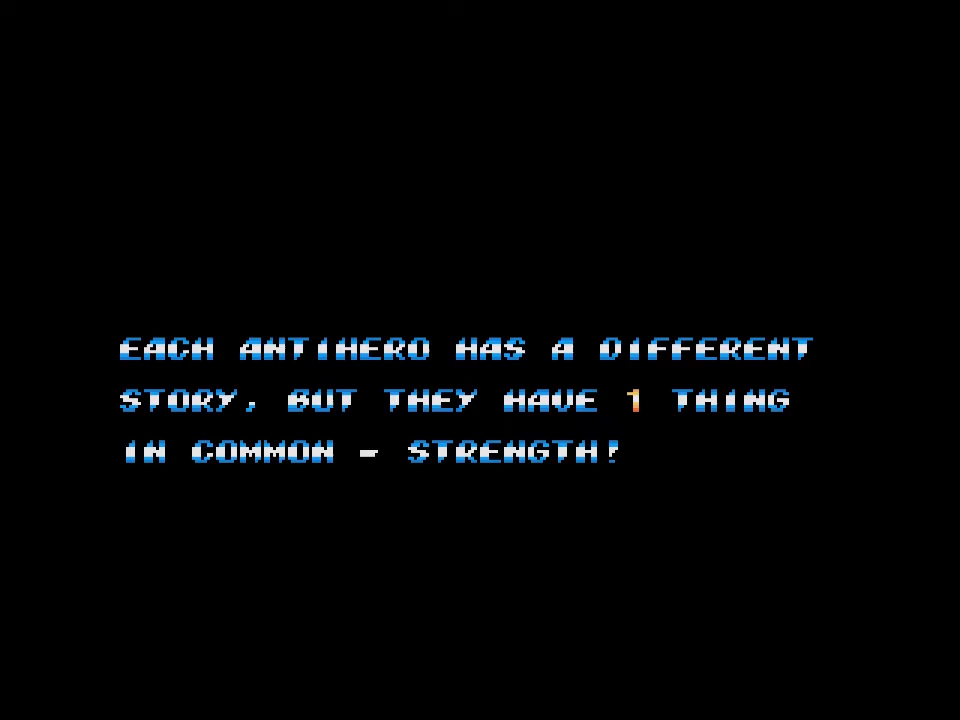 EACH ANTIHERO HAS A DIFFERENT
STORY, BUT THEY HAVE 1 THING
IN COMMON - STRENGTH!